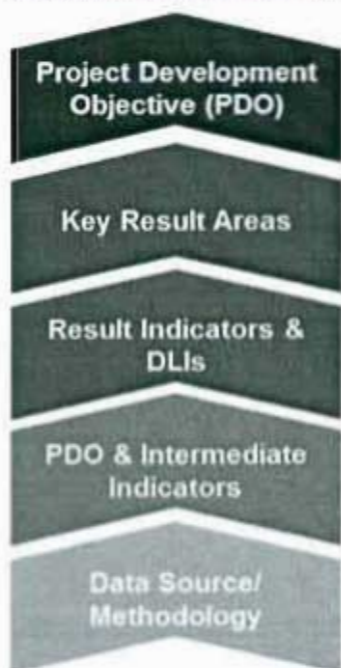 Project Development
Objective (PDO)
Key Result Areas
Result Indicators &
DLIs
PDO & Intermediate
Indicators
Data Source/
Methodology